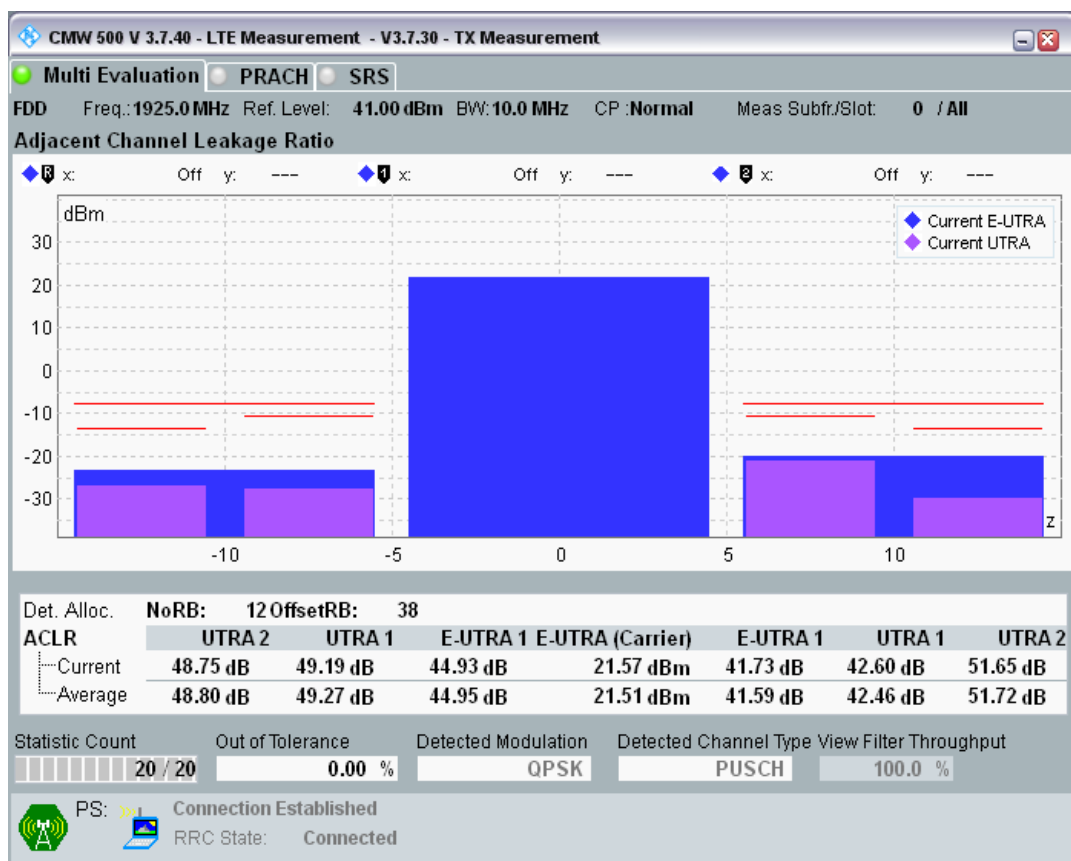 CMW 500 V 3.7.40 - LTE Measurement - V3.7.30 - TX Measurement
Multi Evaluation PRACH SRS
FDD Freq.: 1925.0 MHz Ref. Level: 41.00 dBm BW: 10.0 MHz CP :Normal Meas Subfr./Slot: 0 / All
Adjacent Channel Leakage Ratio
R x: Off y: --- 1 x: Off y: --- 2 x: Off y: ---
dBm
Current E-UTRA
Current UTRA
30
20
10
0
-10
-20
-30
z
-10 -5 0 5 10
Det. Alloc. NoRB: 12 OffsetRB: 38
ACLR UTRA 2 UTRA 1 E-UTRA 1 E-UTRA (Carrier) E-UTRA 1 UTRA 1 UTRA 2
Current 48.75 dB 49.19 dB 44.93 dB 21.57 dBm 41.73 dB 42.60 dB 51.65 dB
Average 48.80 dB 49.27 dB 44.95 dB 21.51 dBm 41.59 dB 42.46 dB 51.72 dB
Statistic Count Out of Tolerance Detected Modulation Detected Channel Type View Filter Throughput
20 / 20 0.00 % QPSK PUSCH 100.0 %
PS: Connection Established
RRC State: Connected